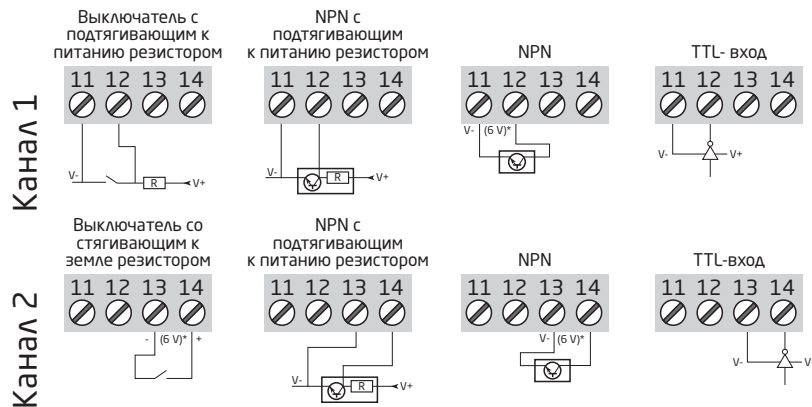 Канал 1
Выключатель с
подтягивающим к
питанию резистором
11 12 13 14
V-
R
V+
NPN с
подтягивающим
к питанию резистором
11 12 13 14
V-
R
V+
NPN
11 12 13 14
V- (6 V)*
TTL- вход
11 12 13 14
V-
V+
Канал 2
Выключатель со
стягивающим к
земле резистором
11 12 13 14
- (6 V)* +
NPN с
подтягивающим
к питанию резистором
11 12 13 14
V-
R
V+
NPN
11 12 13 14
V- (6 V)*
TTL-вход
11 12 13 14
V-